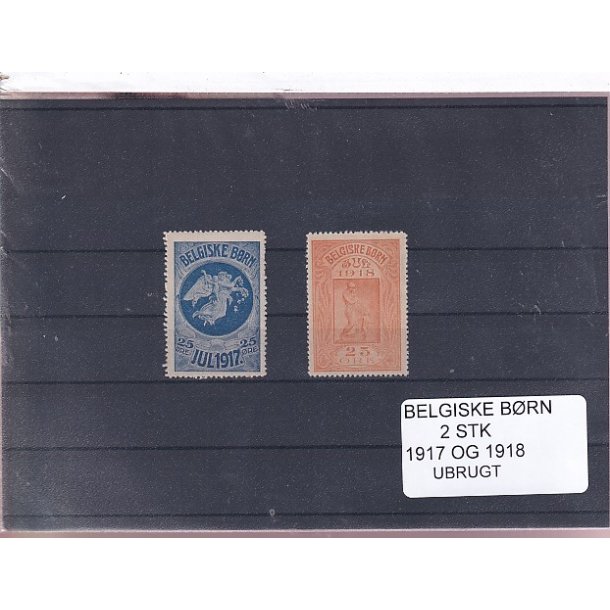 BELGISKE BØRN
25 25
ØRE ØRE
JUL 1917.
BELGISKE BØRN
JUL
1918
25
ØRE
BELGISKE BØRN
2 STK
1917 OG 1918
UBRUGT